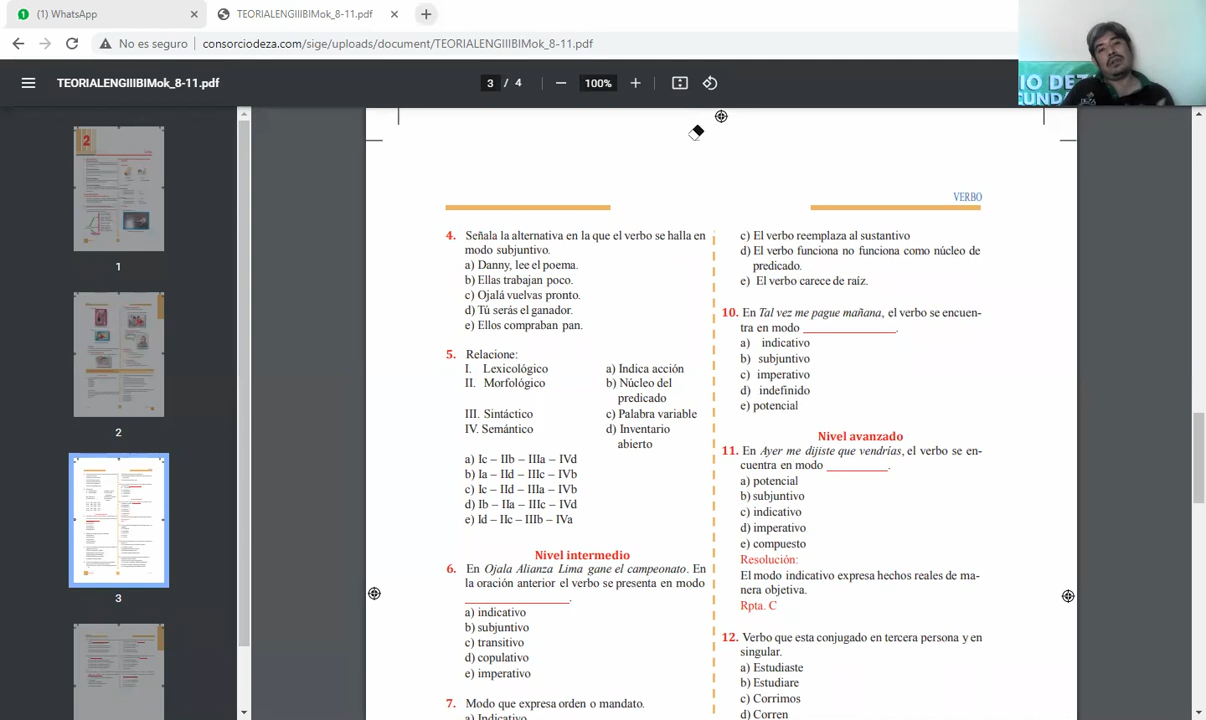 (1) WhatsApp
TEORIALENGIIIBIMok_8-11.pdf
No es seguro
consorciodeza.com/sige/uploads/document/TEORIALENGIIIBIMok_8-11.pdf
TEORIALENGIIIBIMok_8-11.pdf
3 / 4
100%
IO DEZA
CUNDA
2
1
2
3
VERBO
4. Señala la alternativa en la que el verbo se halla en
modo subjuntivo.
a) Danny, lee el poema.
b) Ellas trabajan poco.
c) Ojalá vuelvas pronto.
d) Tú serás el ganador.
e) Ellos compraban pan.
5. Relacione:
I. Lexicológico a) Indica acción
II. Morfológico b) Núcleo del
predicado
III. Sintáctico c) Palabra variable
IV. Semántico d) Inventario
abierto
a) Ic – IIb – IIIa – IVd
b) Ia – IId – IIIc – IVb
c) Ic – IId – IIIa – IVb
d) Ib – IIa – IIIc – IVd
e) Id – IIc – IIIb – IVa
Nivel intermedio
6. En Ojala Alianza Lima gane el campeonato. En
la oración anterior el verbo se presenta en modo
____________________.
a) indicativo
b) subjuntivo
c) transitivo
d) copulativo
e) imperativo
7. Modo que expresa orden o mandato.
a) Indicativo
c) El verbo reemplaza al sustantivo
d) El verbo funciona no funciona como núcleo de
predicado.
e) El verbo carece de raíz.
10. En Tal vez me pague mañana, el verbo se encuen-
tra en modo __________________.
a) indicativo
b) subjuntivo
c) imperativo
d) indefinido
e) potencial
Nivel avanzado
11. En Ayer me dijiste que vendrías, el verbo se en-
cuentra en modo ___________.
a) potencial
b) subjuntivo
c) indicativo
d) imperativo
e) compuesto
Resolución:
El modo indicativo expresa hechos reales de ma-
nera objetiva.
Rpta. C
12. Verbo que esta conjugado en tercera persona y en
singular.
a) Estudiaste
b) Estudiare
c) Corrimos
d) Corren